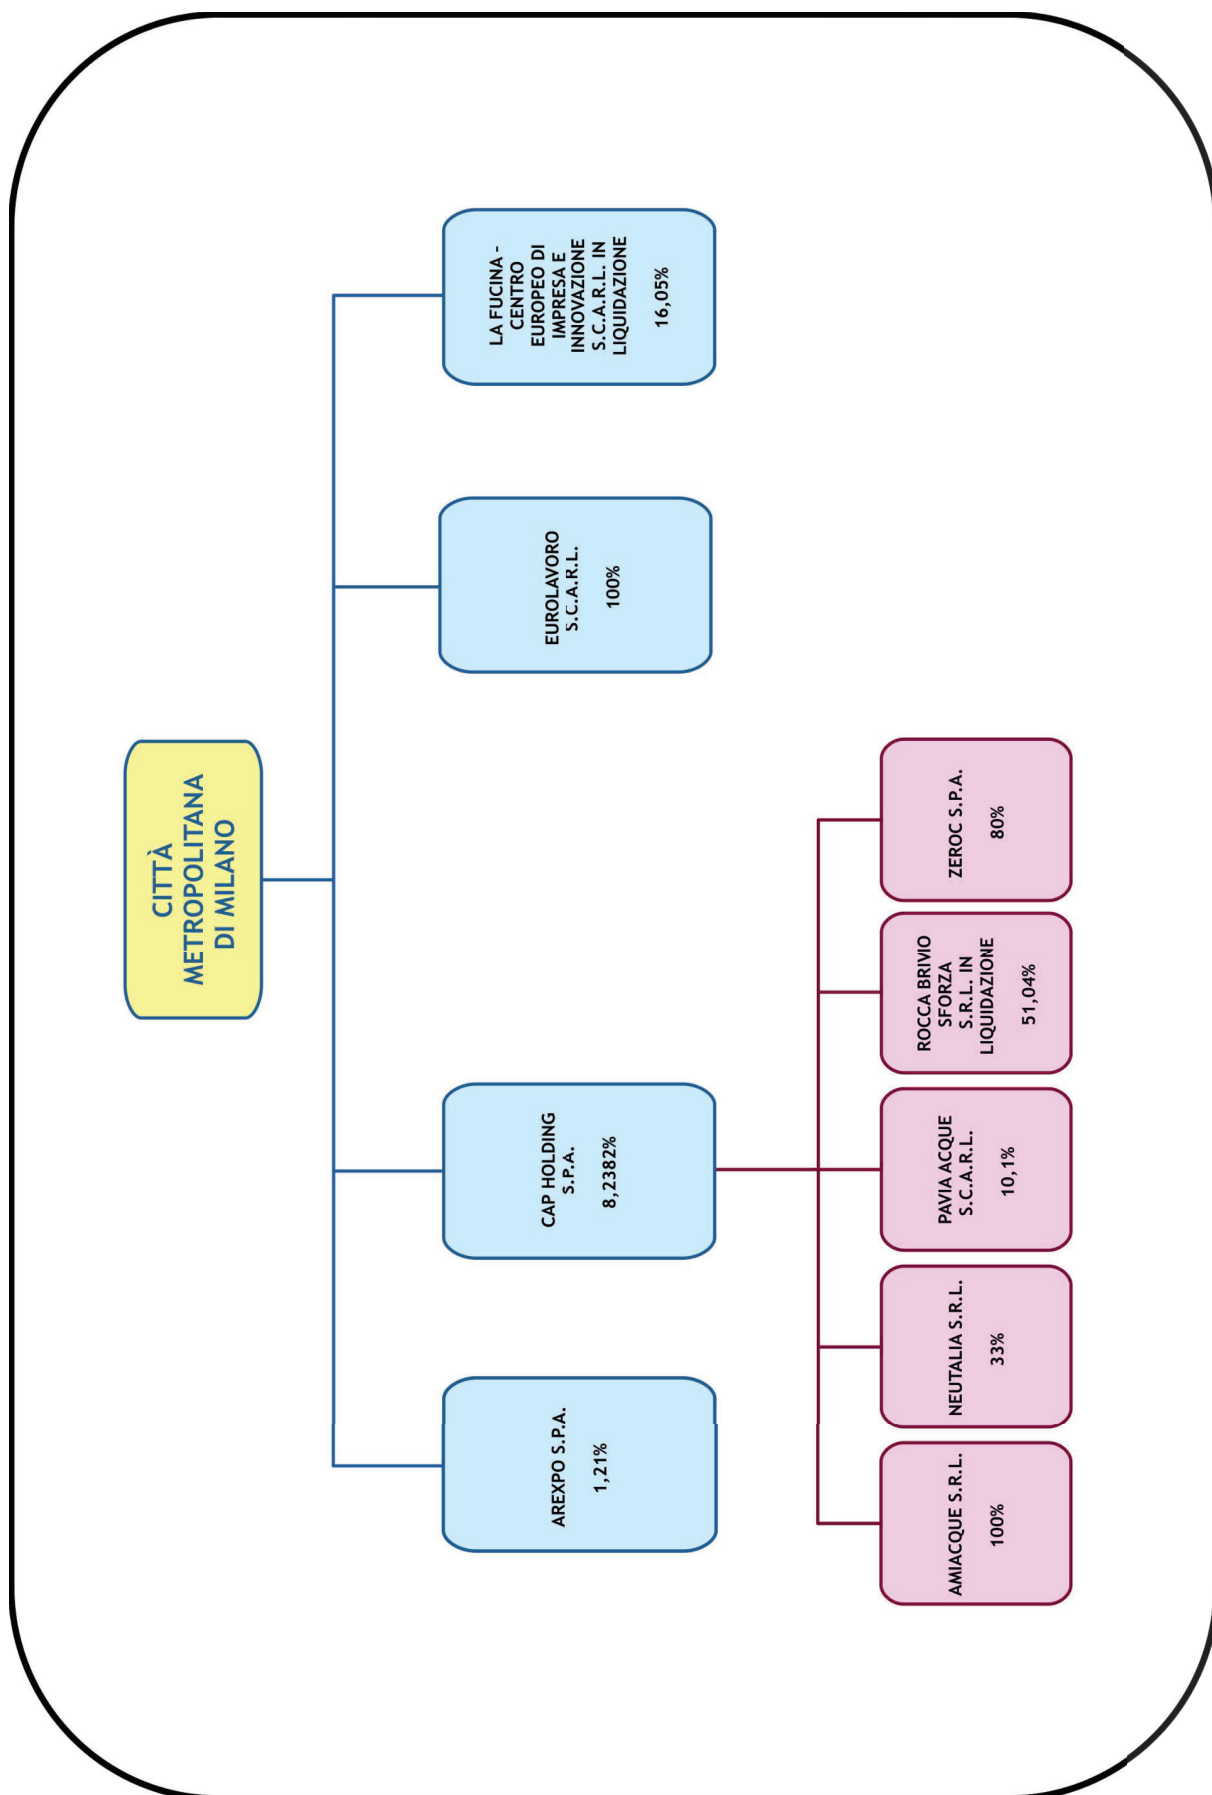 CITTÀ
METROPOLITANA
DI MILANO
AREXPO S.P.A.
1,21%
CAP HOLDING
S.P.A.
8,2382%
EUROLAVORO
S.C.A.R.L.
100%
LA FUCINA -
CENTRO
EUROPEO DI
IMPRESA E
INNOVAZIONE
S.C.A.R.L. IN
LIQUIDAZIONE
16,05%
AMIACQUE S.R.L.
100%
NEUTALIA S.R.L.
33%
PAVIA ACQUE
S.C.A.R.L.
10,1%
ROCCA BRIVIO
SFORZA
S.R.L. IN
LIQUIDAZIONE
51,04%
ZEROC S.P.A.
80%